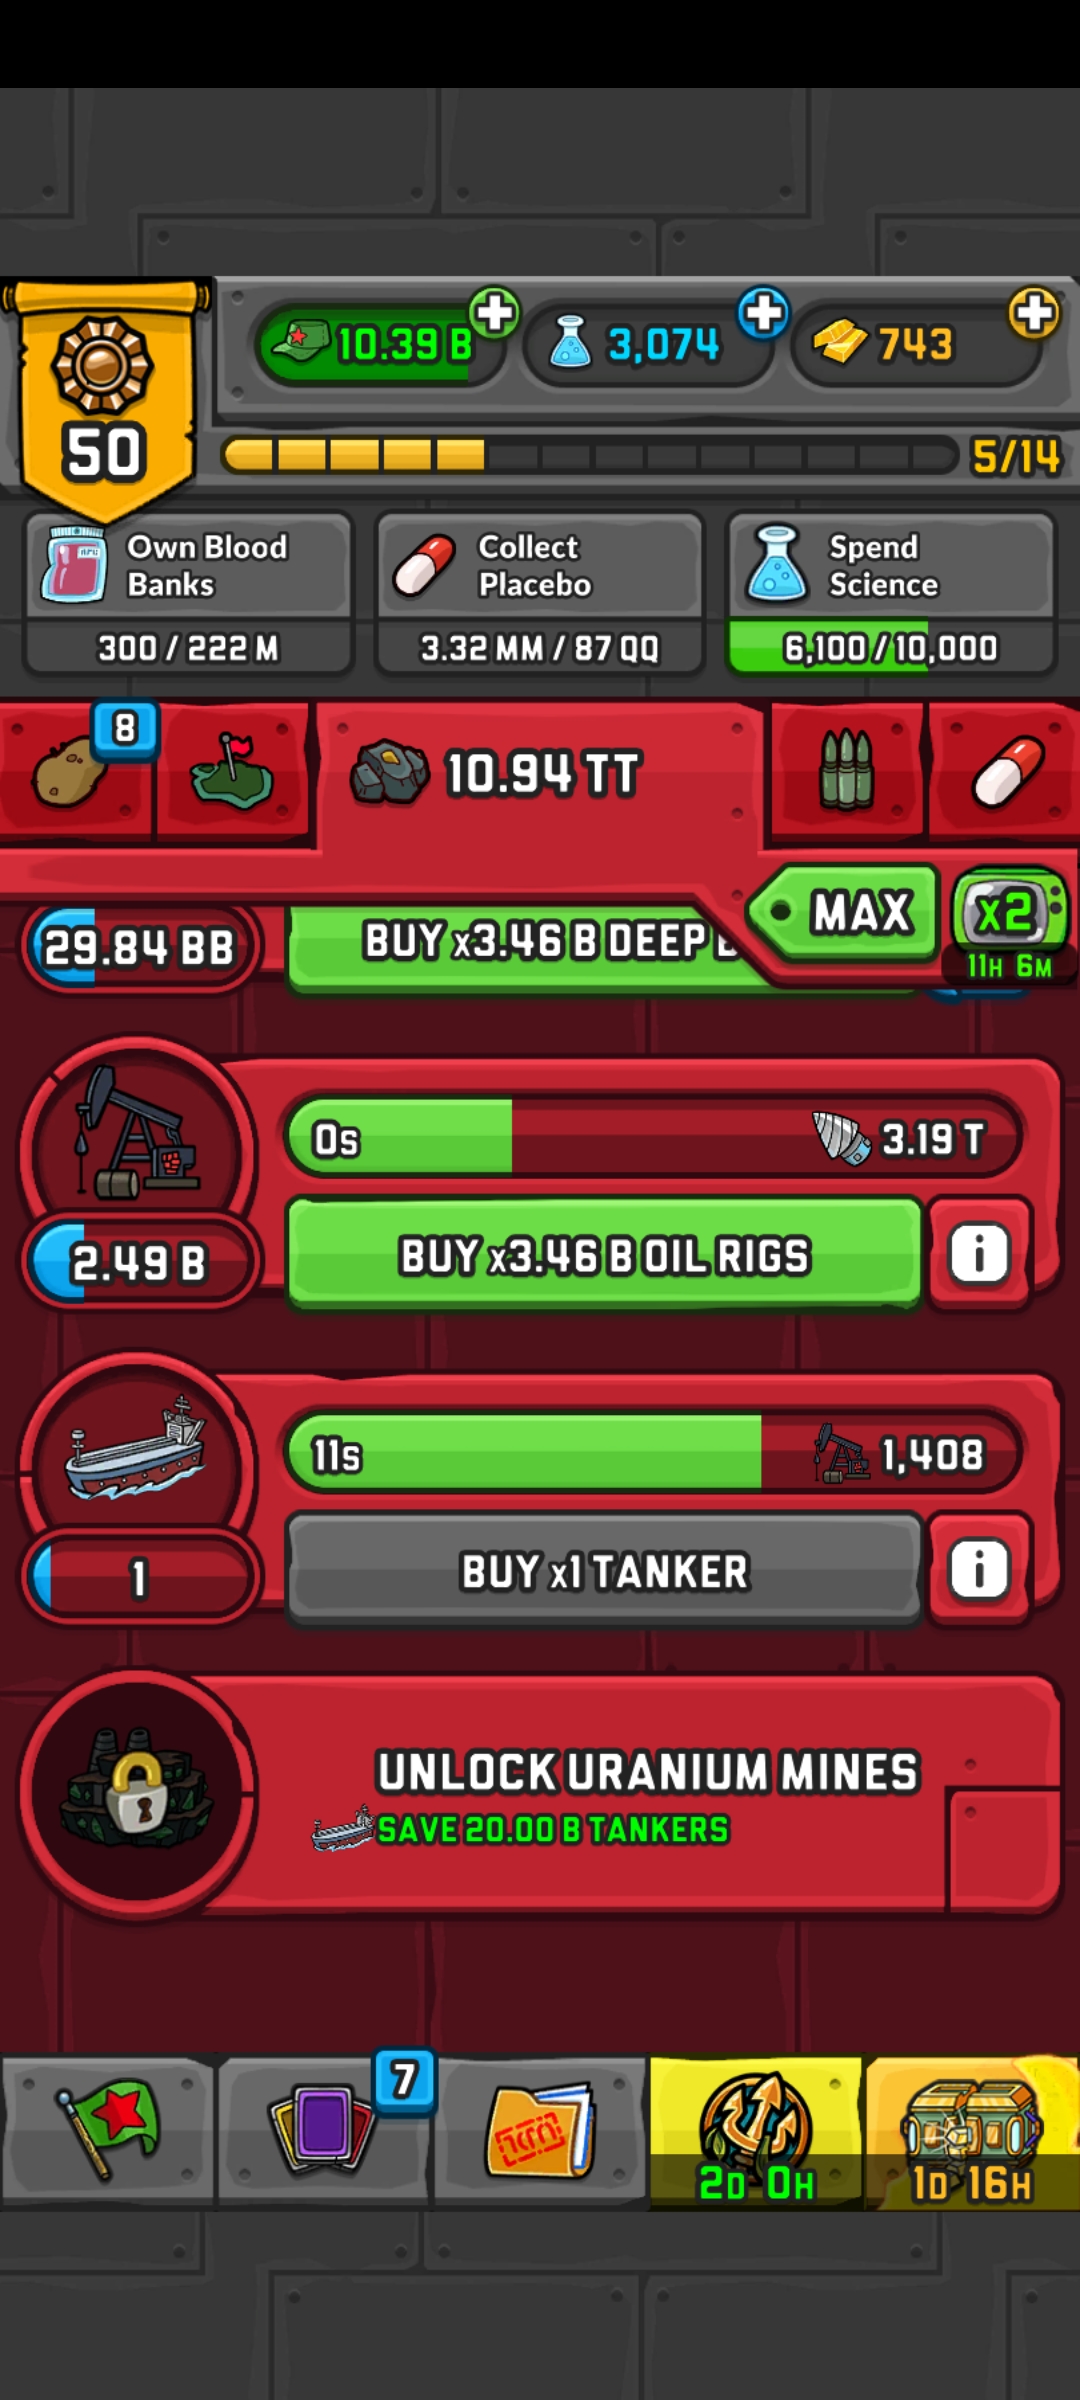 10.39 B
3,074
743
50
5/14
Own Blood
Banks
300 / 222 M
Collect
Placebo
3.32 MM / 87 QQ
Spend
Science
6,100 / 10,000
8
10.94 TT
MAX
x2
11H 6M
29.84 BB
BUY x3.46 B DEEP
0s
3.19 T
2.49 B
BUY x3.46 B OIL RIGS
i
11s
1,408
1
BUY x1 TANKER
i
UNLOCK URANIUM MINES
SAVE 20.00 B TANKERS
7
2D 0H
1D 16H